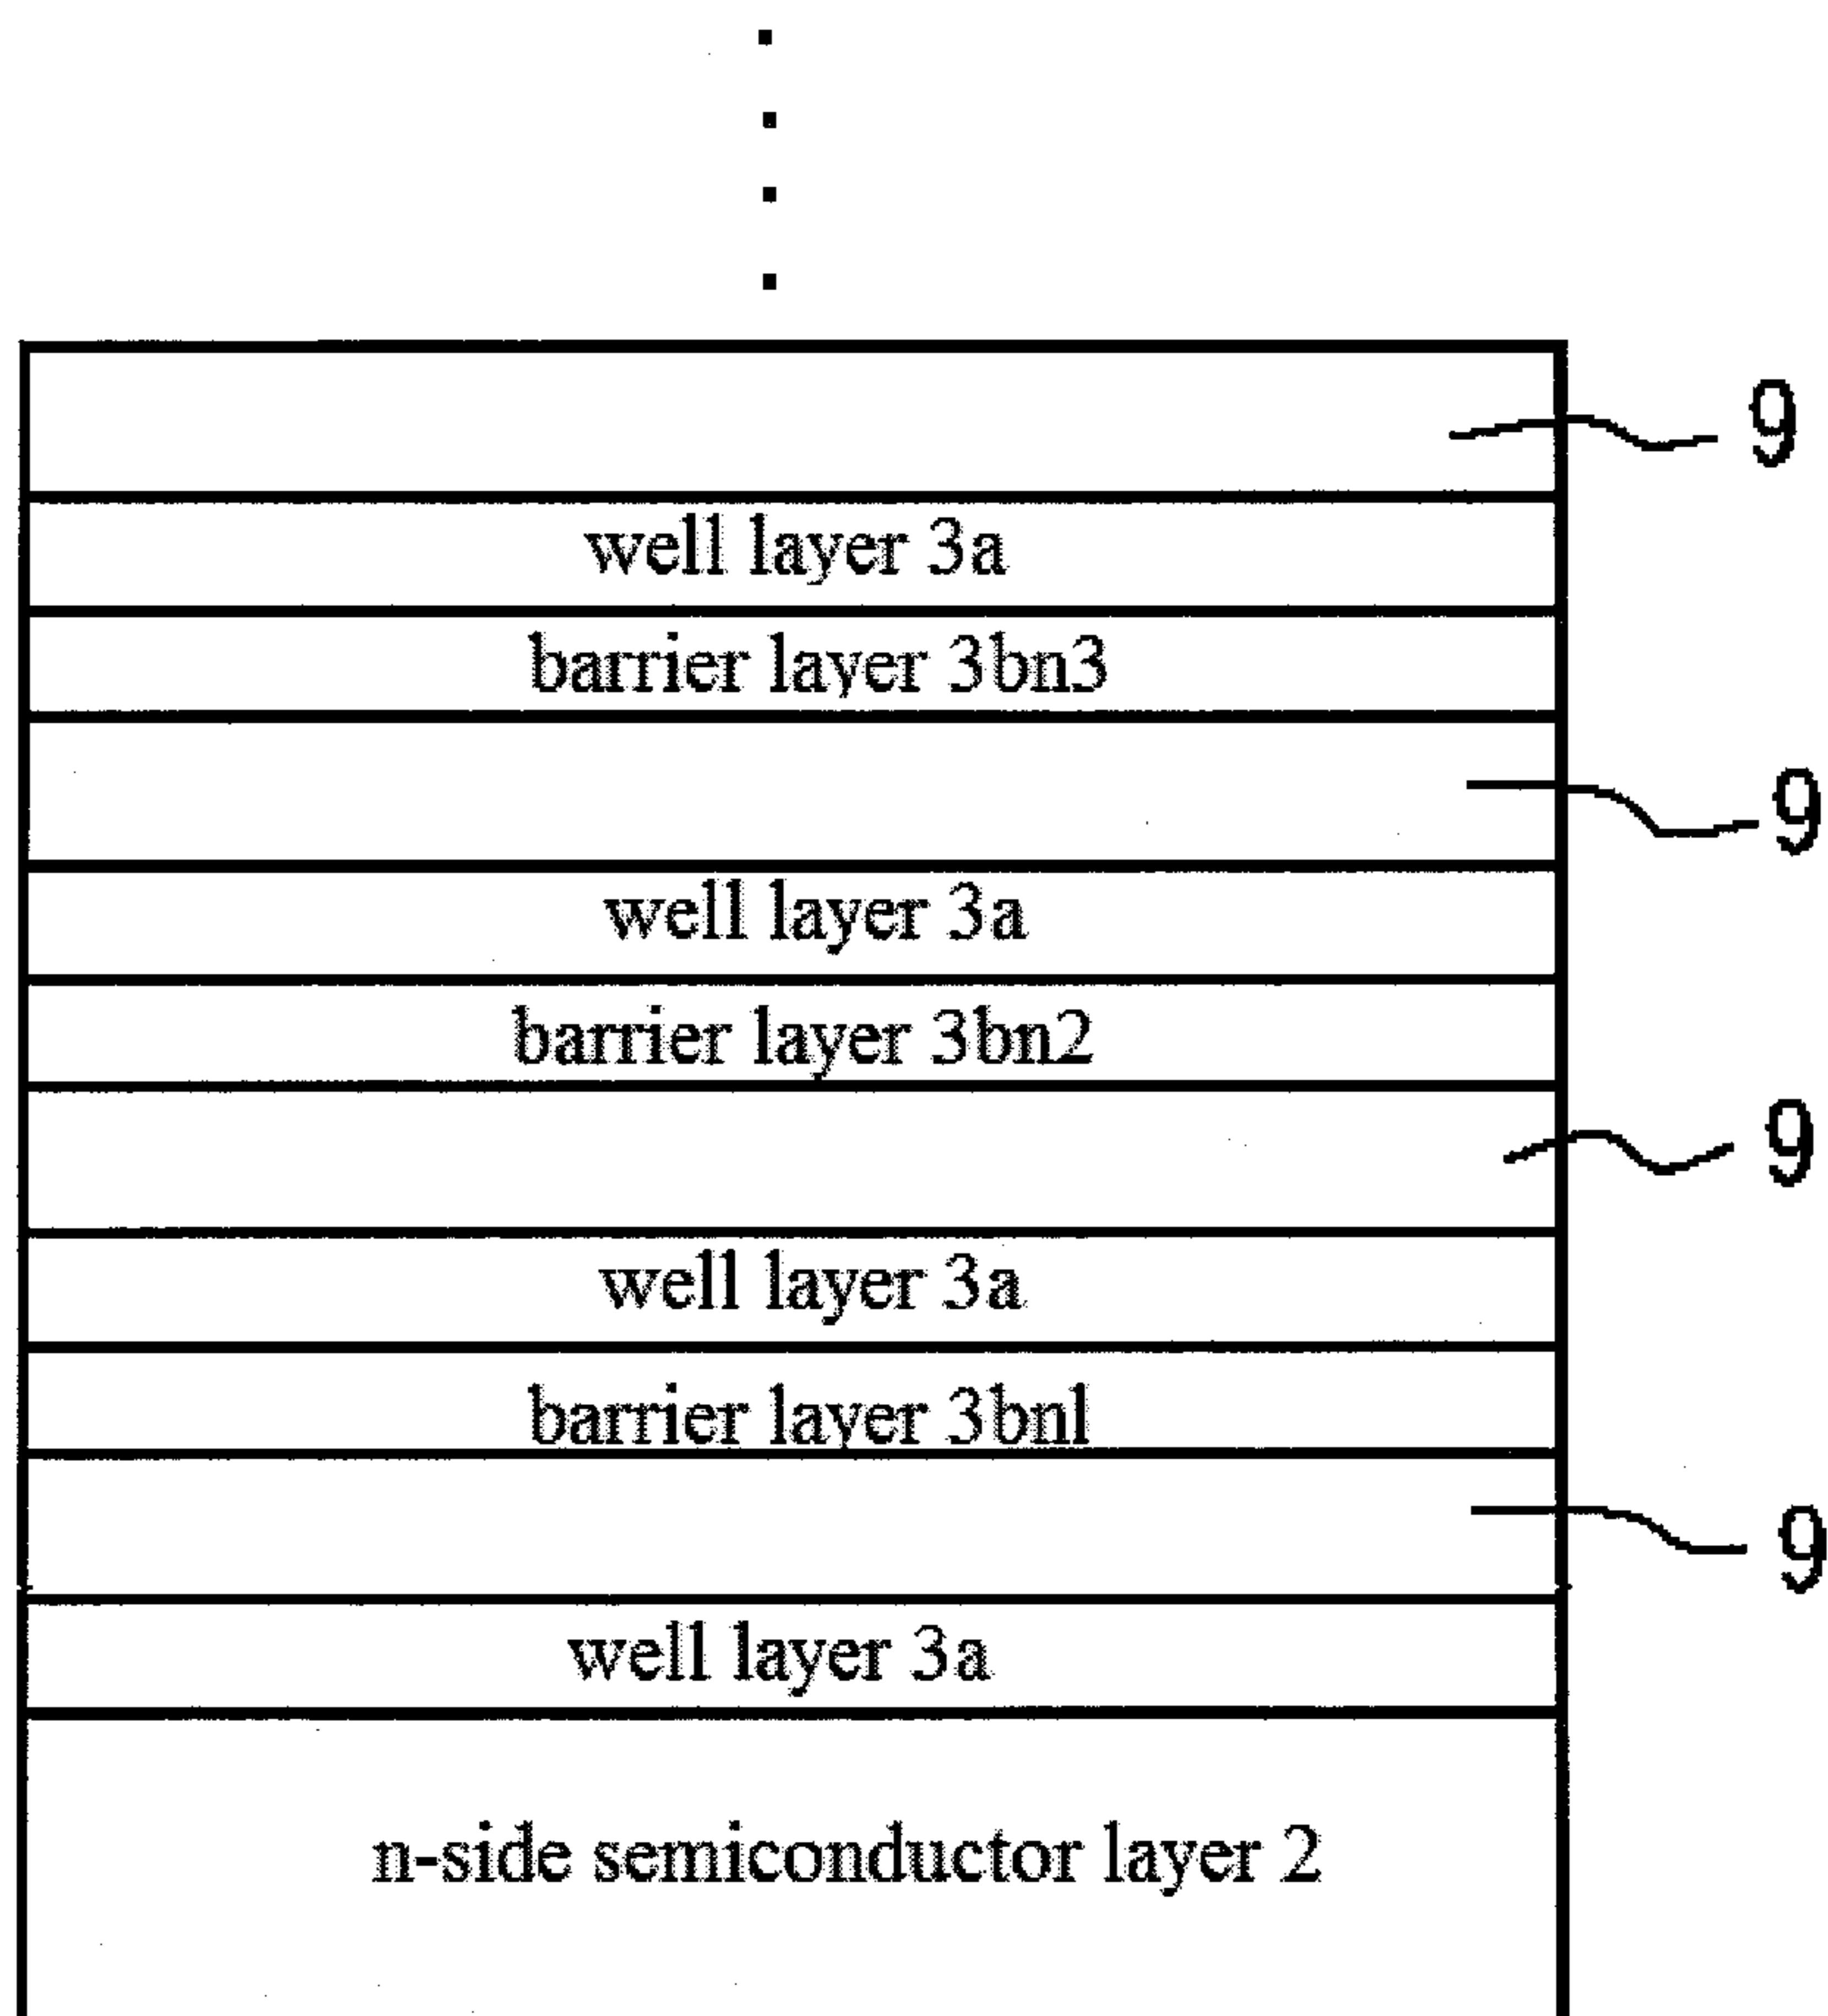 9
well layer 3a
barrier layer 3bn3
9
well layer 3a
barrier layer 3bn2
9
well layer 3a
barrier layer 3bnl
9
well layer 3a
n-side semiconductor layer 2